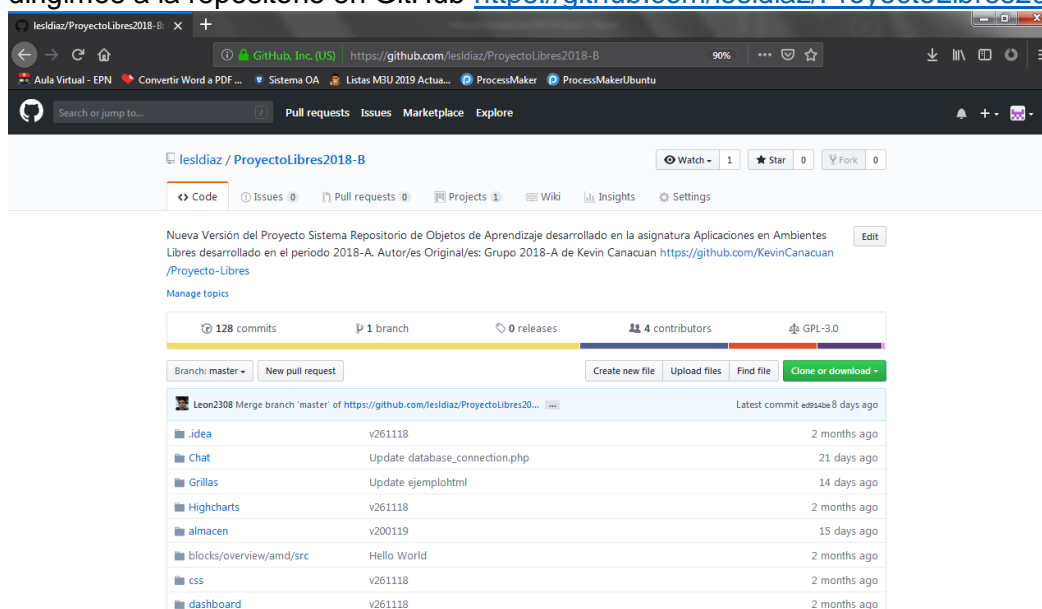 dirigimos a la repositorio en GitHub https://github.com/lesldiaz/ProyectoLibres20
lesldiaz/ProyectoLibres2018-B:
GitHub, Inc. (US) https://github.com/lesldiaz/ProyectoLibres2018-B 90%
Aula Virtual - EPN Convertir Word a PDF ... Sistema OA Listas M3U 2019 Actua... ProcessMaker ProcessMakerUbuntu
Search or jump to... / Pull requests Issues Marketplace Explore
lesldiaz / ProyectoLibres2018-B Watch 1 Star 0 Fork 0
Code Issues 0 Pull requests 0 Projects 1 Wiki Insights Settings
Nueva Versión del Proyecto Sistema Repositorio de Objetos de Aprendizaje desarrollado en la asignatura Aplicaciones en Ambientes Edit
Libres desarrollado en el periodo 2018-A. Autor/es Original/es: Grupo 2018-A de Kevin Canacuan https://github.com/KevinCanacuan
/Proyecto-Libres
Manage topics
128 commits 1 branch 0 releases 4 contributors GPL-3.0
Branch: master New pull request Create new file Upload files Find file Clone or download
Leon2308 Merge branch 'master' of https://github.com/lesldiaz/ProyectoLibres20... ... Latest commit ed914be 8 days ago
.idea v261118 2 months ago
Chat Update database_connection.php 21 days ago
Grillas Update ejemplohtml 14 days ago
Highcharts v261118 2 months ago
almacen v200119 15 days ago
blocks/overview/amd/src Hello World 2 months ago
css v261118 2 months ago
dashboard v261118 2 months ago